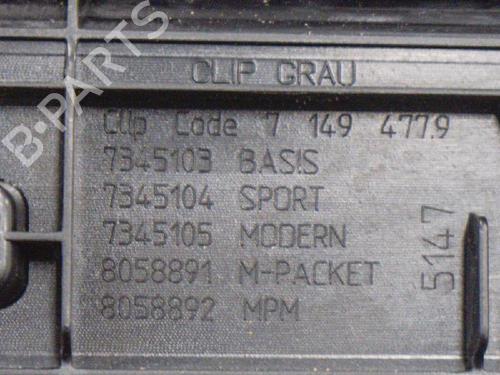 B-PARTS
CLIP GRAU
Clip Code 7 149 477.9
7345103 BASIS
7345104 SPORT
7345105 MODERN
8058891 M-PACKET
8058892 MPM
5147